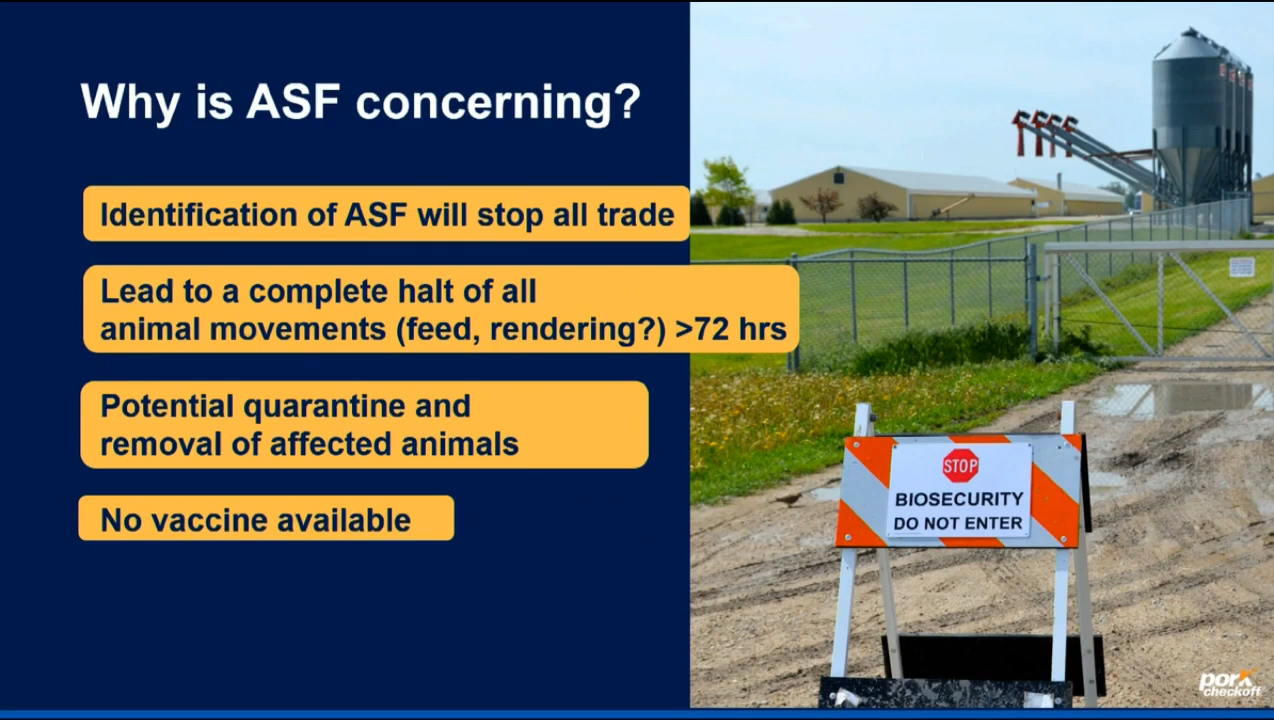 Why is ASF concerning?
Identification of ASF will stop all trade
Lead to a complete halt of all
animal movements (feed, rendering?) >72 hrs
Potential quarantine and
removal of affected animals
No vaccine available
STOP
BIOSECURITY
DO NOT ENTER
pork
checkoff